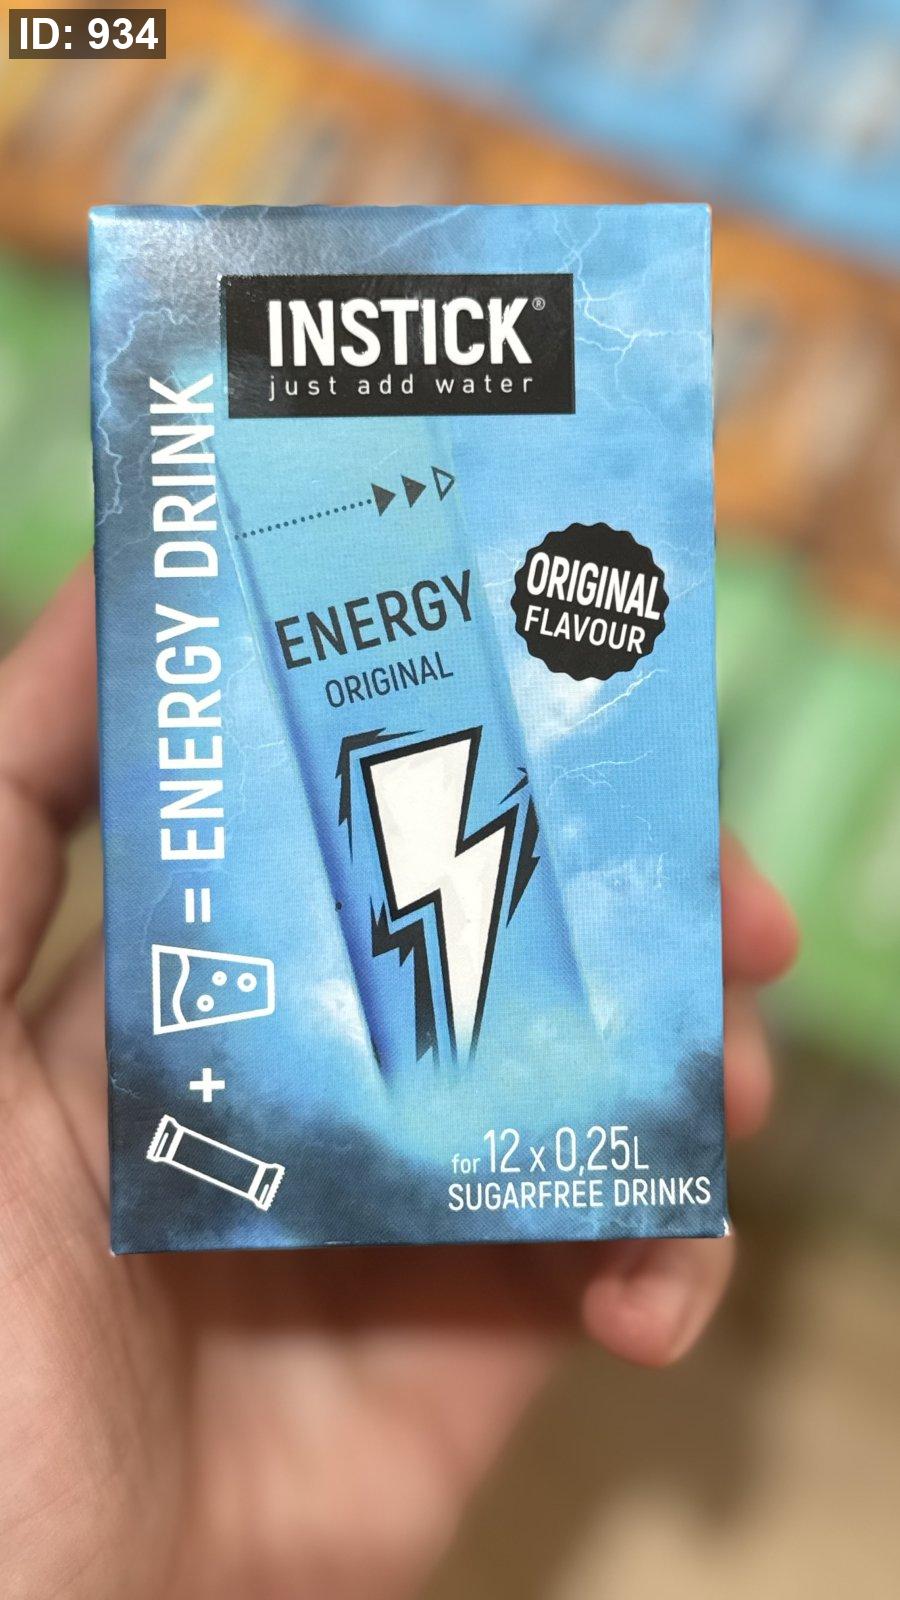 ID: 934
INSTICK®
just add water
ENERGY
ORIGINAL
ORIGINAL
FLAVOUR
+ = ENERGY DRINK
for 12 x 0,25L
SUGARFREE DRINKS